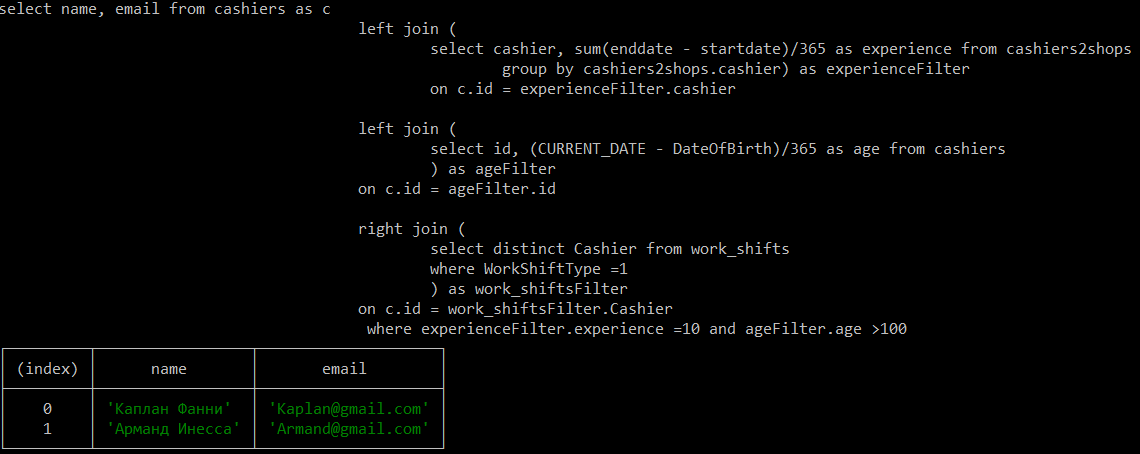 select name, email from cashiers as c
left join (
select cashier, sum(enddate - startdate)/365 as experience from cashiers2shops
group by cashiers2shops.cashier) as experienceFilter
on c.id = experienceFilter.cashier
left join (
select id, (CURRENT_DATE - DateOfBirth)/365 as age from cashiers
) as ageFilter
on c.id = ageFilter.id
right join (
select distinct Cashier from work_shifts
where WorkShiftType =1
) as work_shiftsFilter
on c.id = work_shiftsFilter.Cashier
where experienceFilter.experience =10 and ageFilter.age >100
(index) name email
0 'Каплан Фанни' 'Kaplan@gmail.com'
1 'Арманд Инесса' 'Armand@gmail.com'